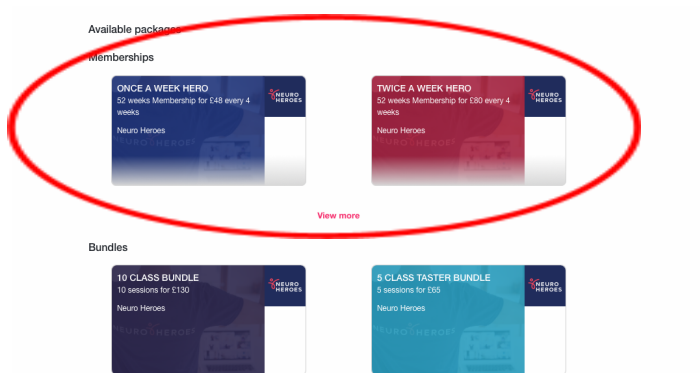 Available packages
Memberships
ONCE A WEEK HERO
52 weeks Membership for £48 every 4
weeks
Neuro Heroes
NEURO
HEROES
TWICE A WEEK HERO
52 weeks Membership for £80 every 4
weeks
Neuro Heroes
NEURO
HEROES
View more
Bundles
10 CLASS BUNDLE
10 sessions for £130
Neuro Heroes
NEURO
HEROES
5 CLASS TASTER BUNDLE
5 sessions for £65
Neuro Heroes
NEURO
HEROES